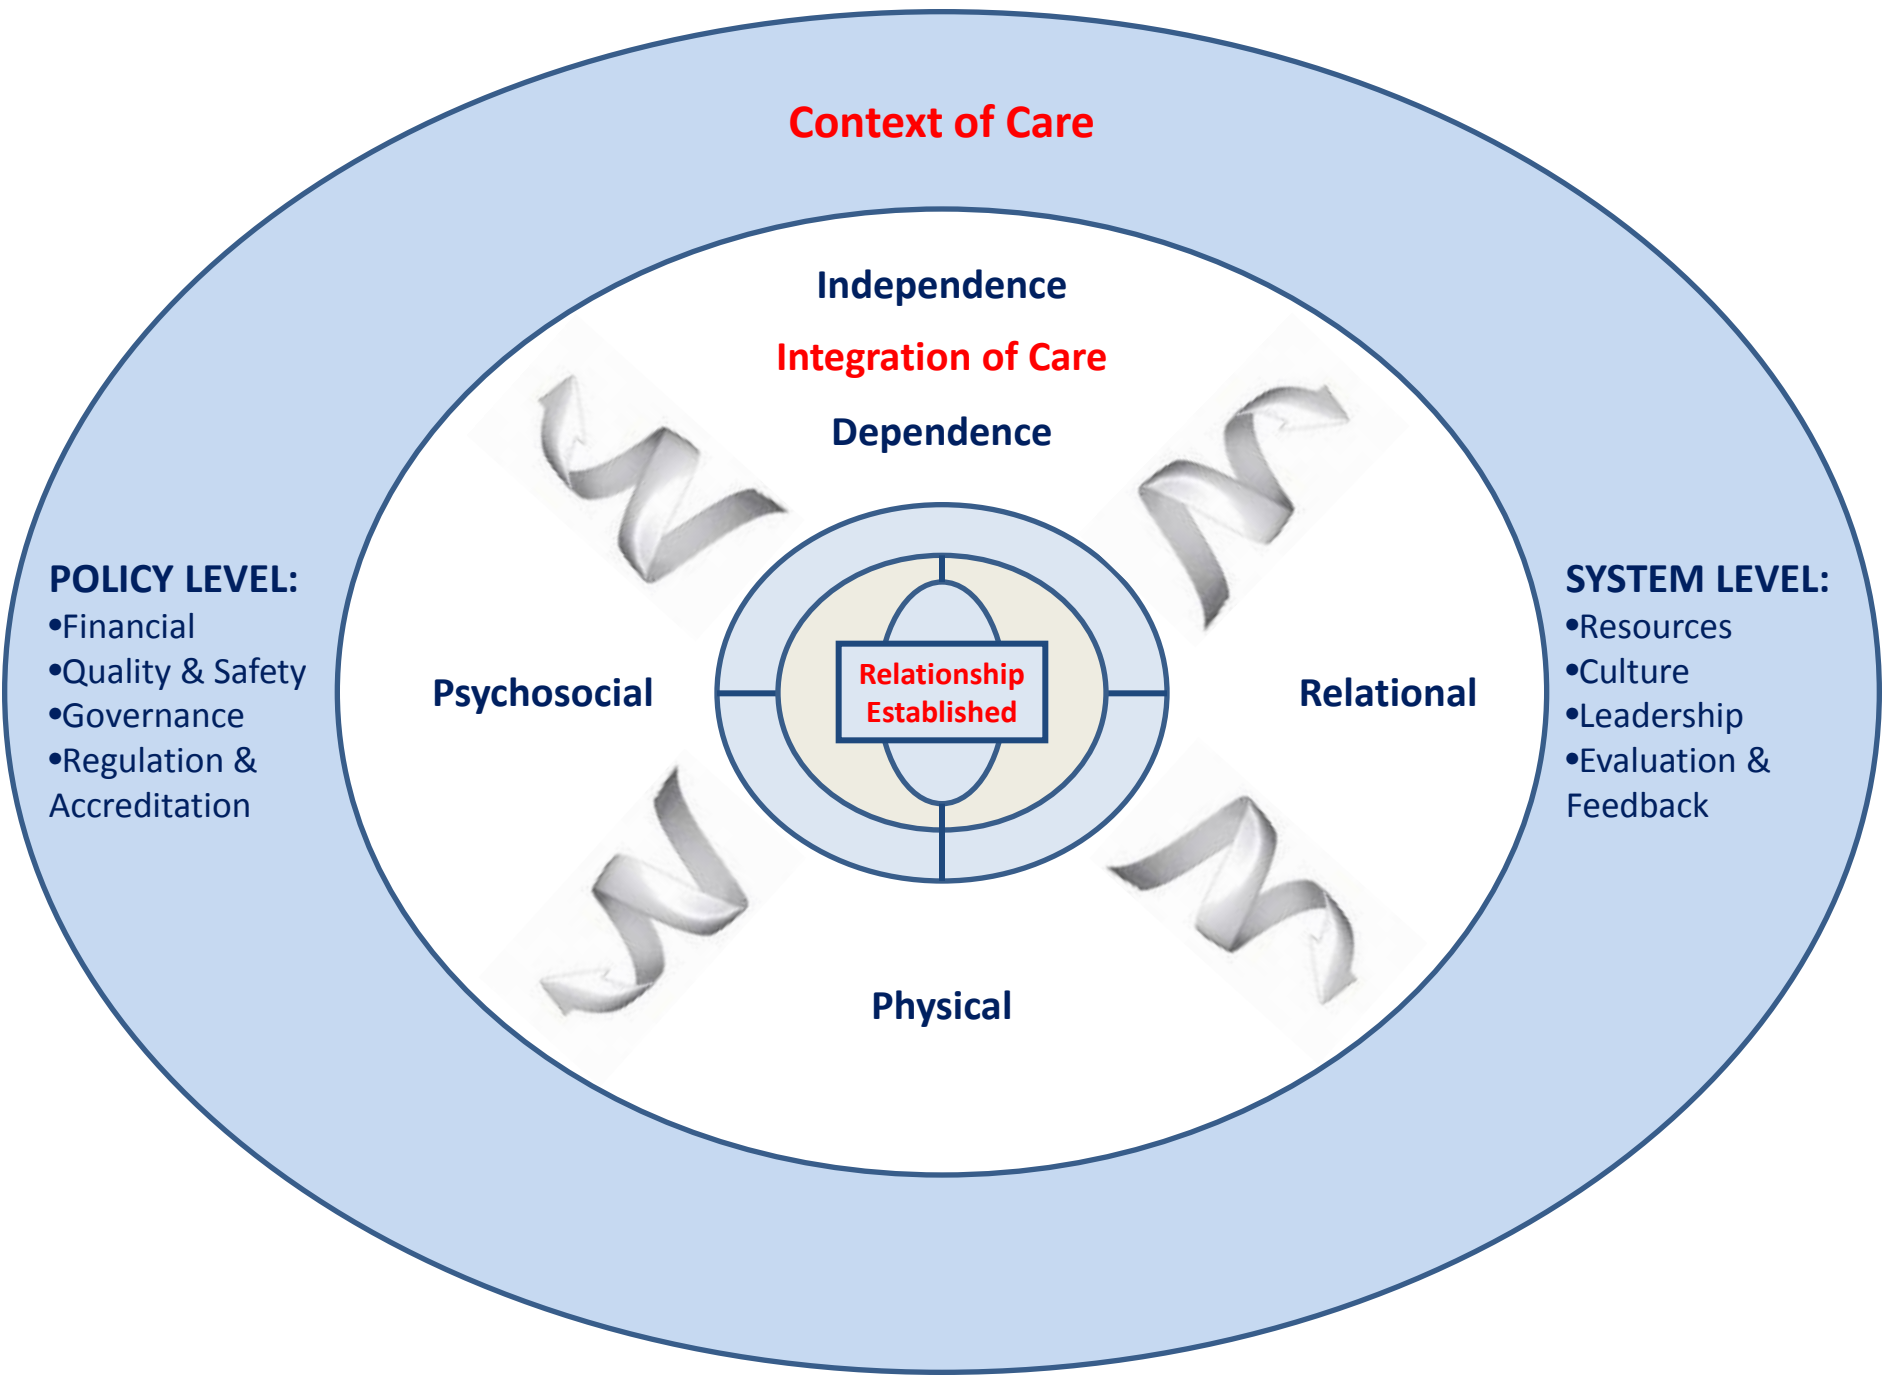 Context of Care
Independence
Integration of Care
Dependence
POLICY LEVEL:
•Financial
•Quality & Safety
•Governance
•Regulation &
Accreditation
Psychosocial
Relationship
Established
Relational
SYSTEM LEVEL:
•Resources
•Culture
•Leadership
•Evaluation &
Feedback
Physical